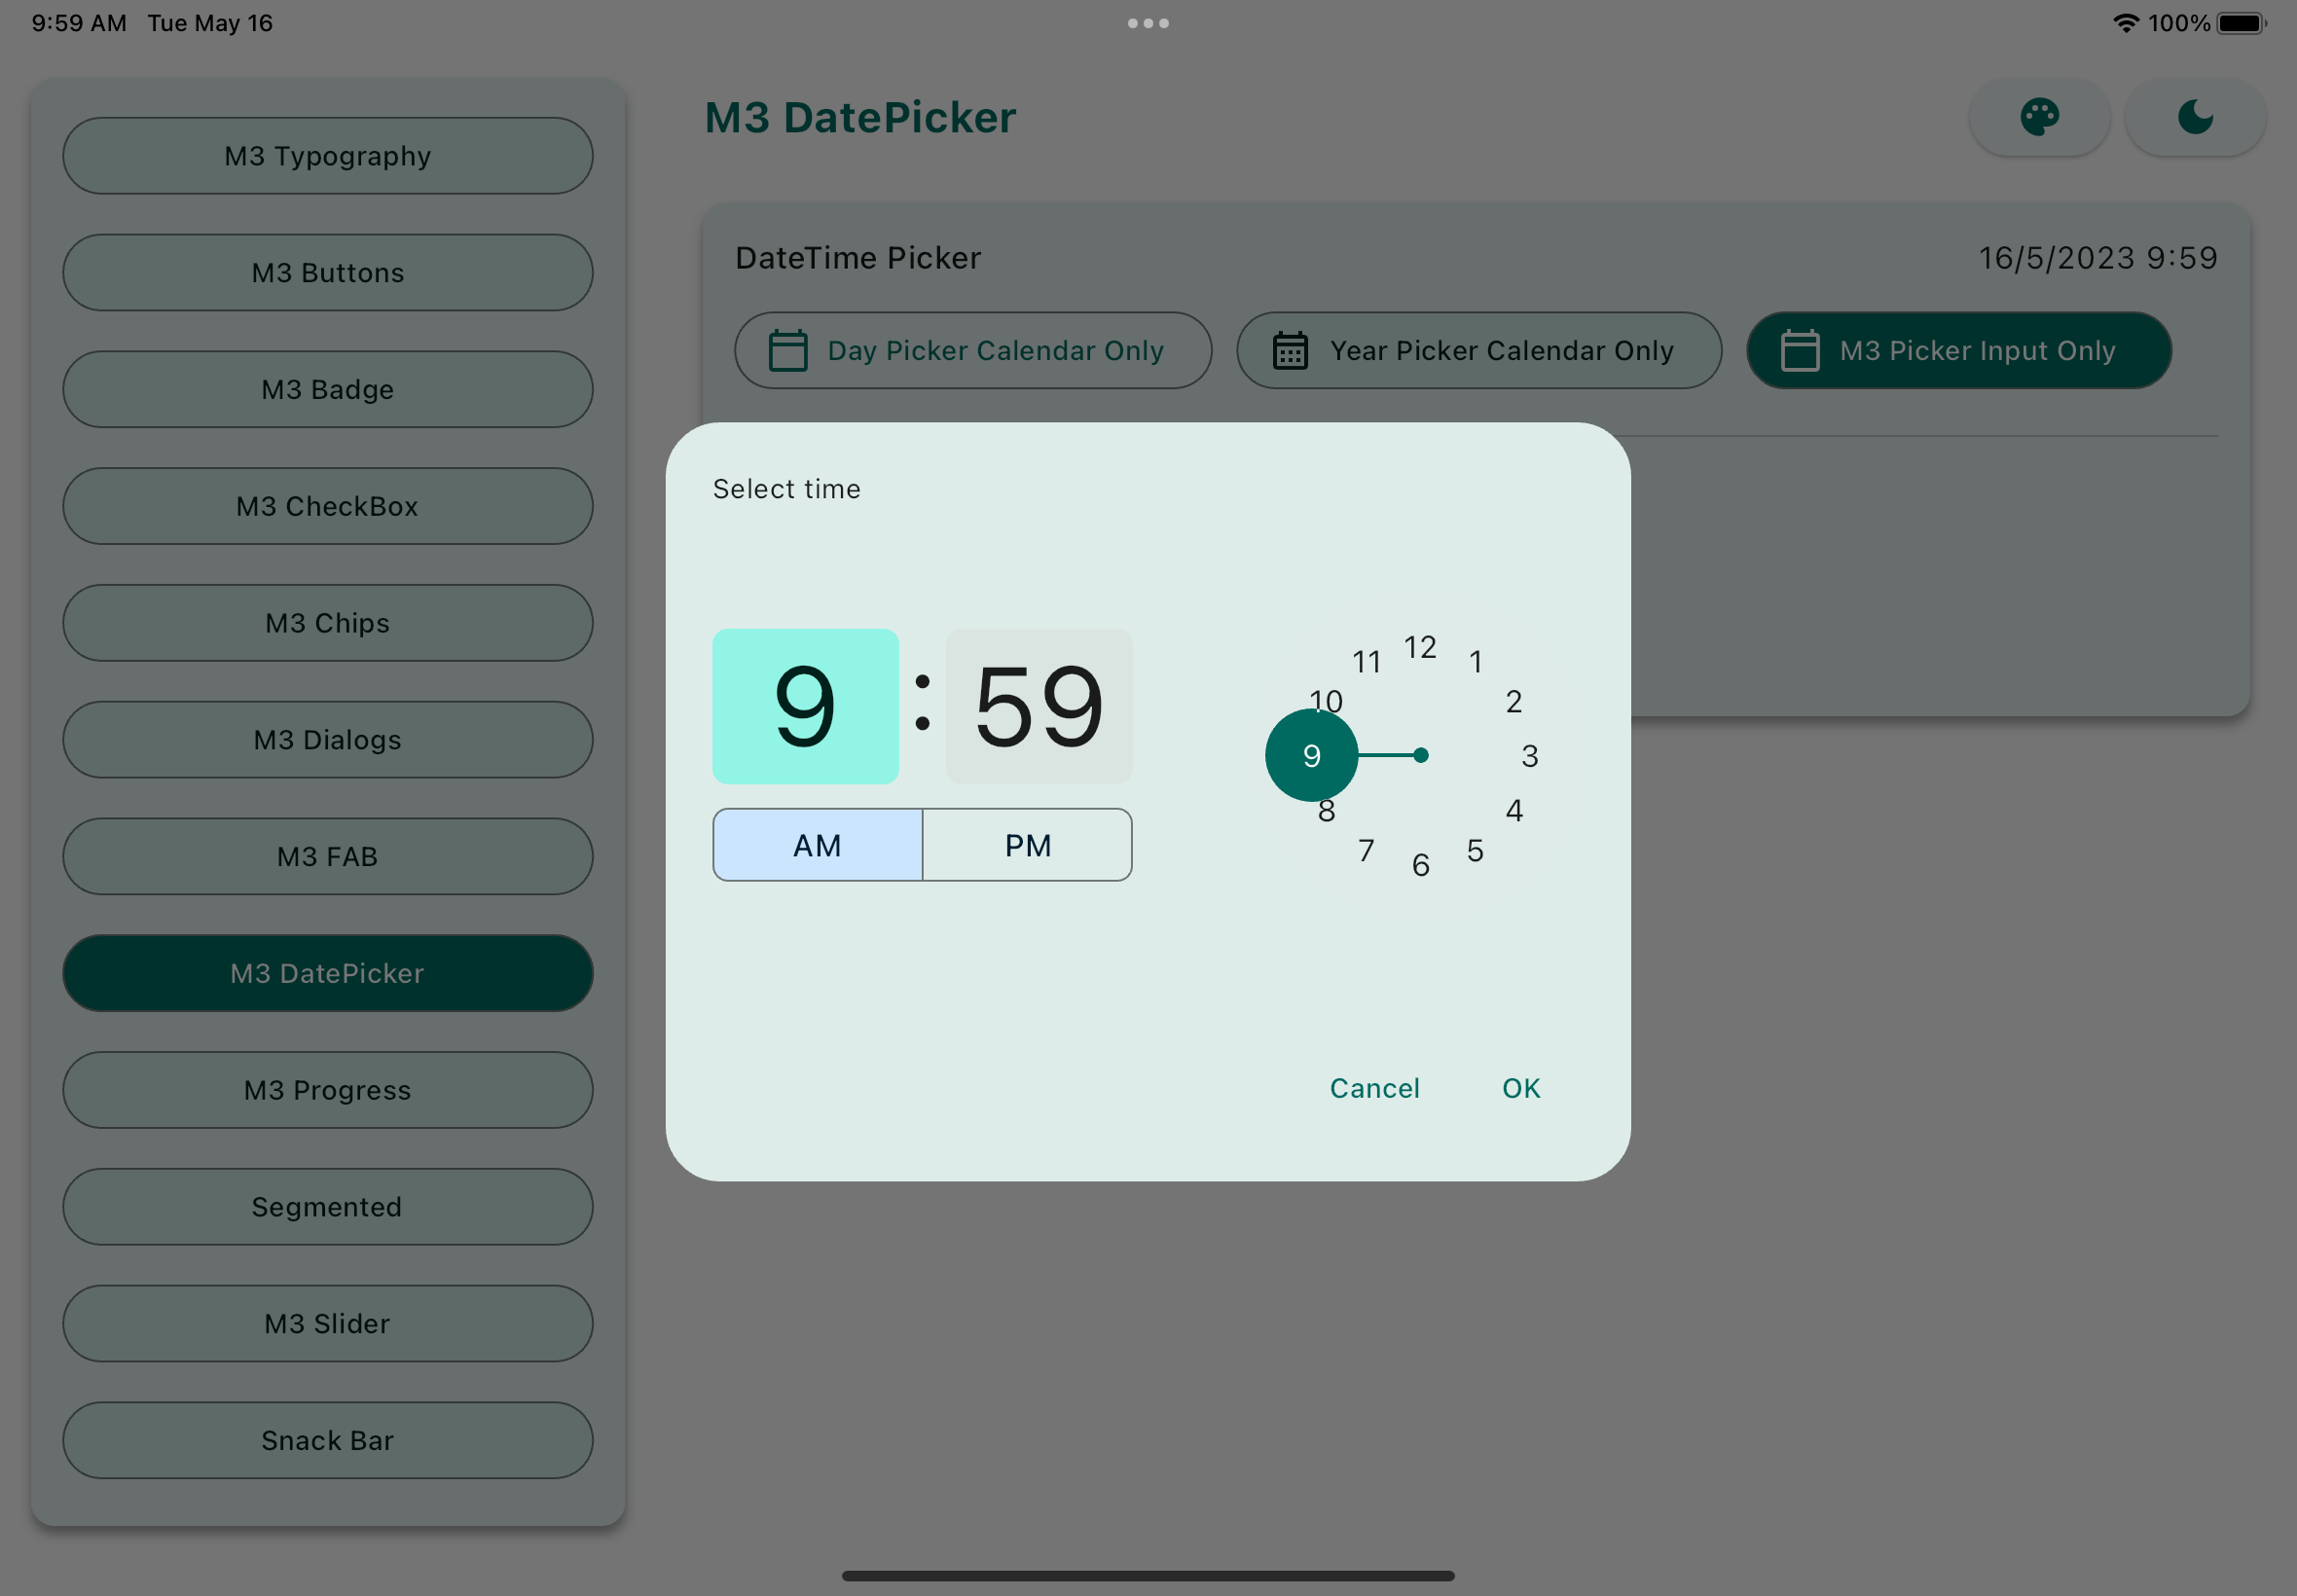 9:59 AM Tue May 16
100%
M3 Typography
M3 Buttons
M3 Badge
M3 CheckBox
M3 Chips
M3 Dialogs
M3 FAB
M3 DatePicker
M3 Progress
Segmented
M3 Slider
Snack Bar
M3 DatePicker
DateTime Picker
16/5/2023 9:59
Day Picker Calendar Only
Year Picker Calendar Only
M3 Picker Input Only
Select time
9 : 59
AM PM
12
11 1
10 2
9 3
8 4
7 5
6
Cancel OK